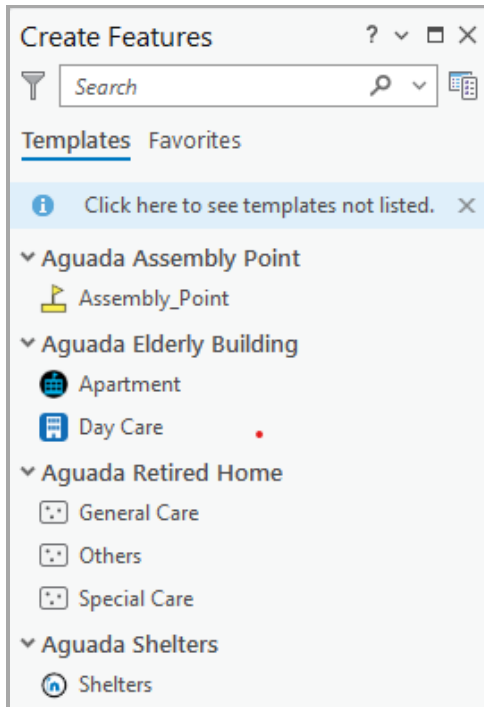 Create Features ?
Search
Templates Favorites
Click here to see templates not listed.
Aguada Assembly Point
Assembly_Point
Aguada Elderly Building
Apartment
Day Care
Aguada Retired Home
General Care
Others
Special Care
Aguada Shelters
Shelters